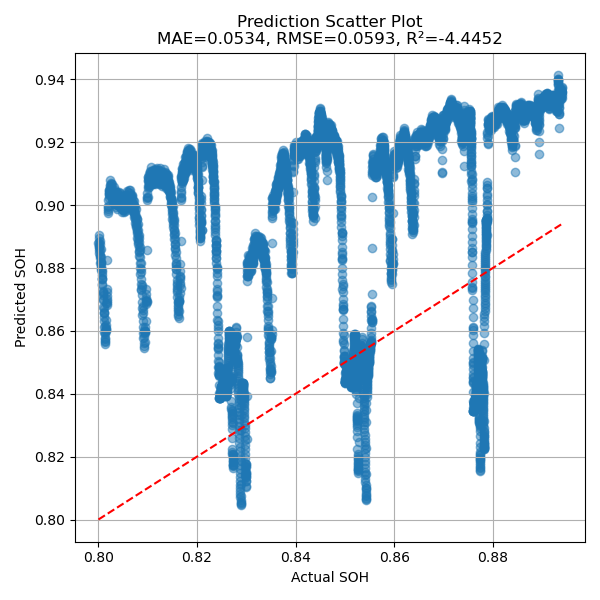 Prediction Scatter Plot
MAE=0.0534, RMSE=0.0593, R²=-4.4452
0.94
0.92
0.90
0.88
0.86
0.84
0.82
0.80
Predicted SOH
0.80 0.82 0.84 0.86 0.88
Actual SOH